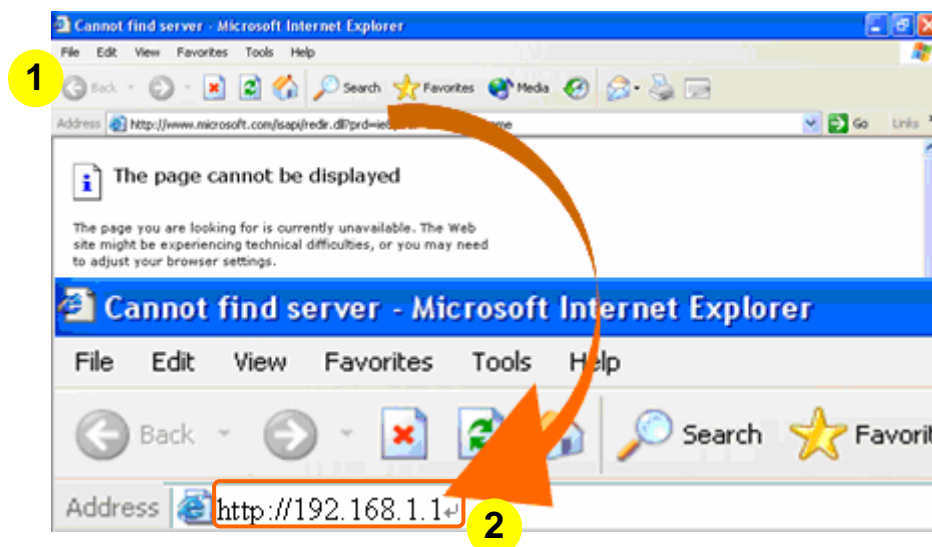 Cannot find server - Microsoft Internet Explorer
File Edit View Favorites Tools Help
1
Back Search Favorites Media
Address http://www.microsoft.com/isapi/redir.dll?prd=ie me Go Links
The page cannot be displayed
The page you are looking for is currently unavailable. The Web
site might be experiencing technical difficulties, or you may need
to adjust your browser settings.
Cannot find server - Microsoft Internet Explorer
File Edit View Favorites Tools Help
Back Search Favorit
Address http://192.168.1.1↵
2